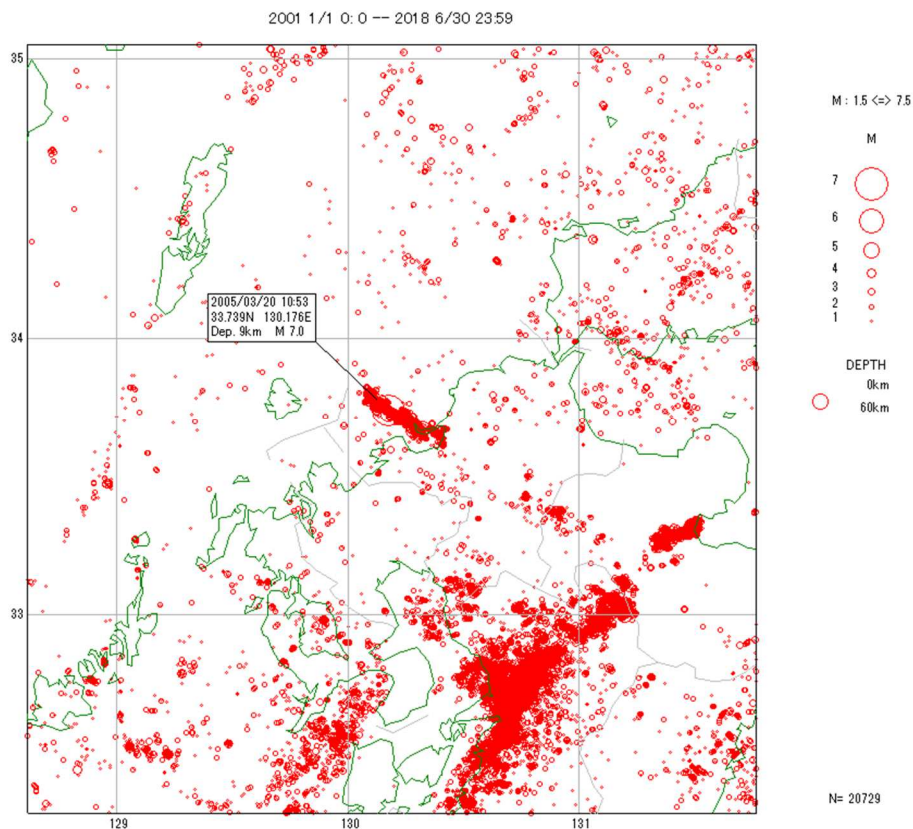 2001 1/1 0: 0 -- 2018 6/30 23:59
35
34
33
129
130
131
2005/03/20 10:53
33.739N 130.176E
Dep. 9km M 7.0
M : 1.5 <=> 7.5
M
7
6
5
4
3
2
1
DEPTH
0km
60km
N= 20729